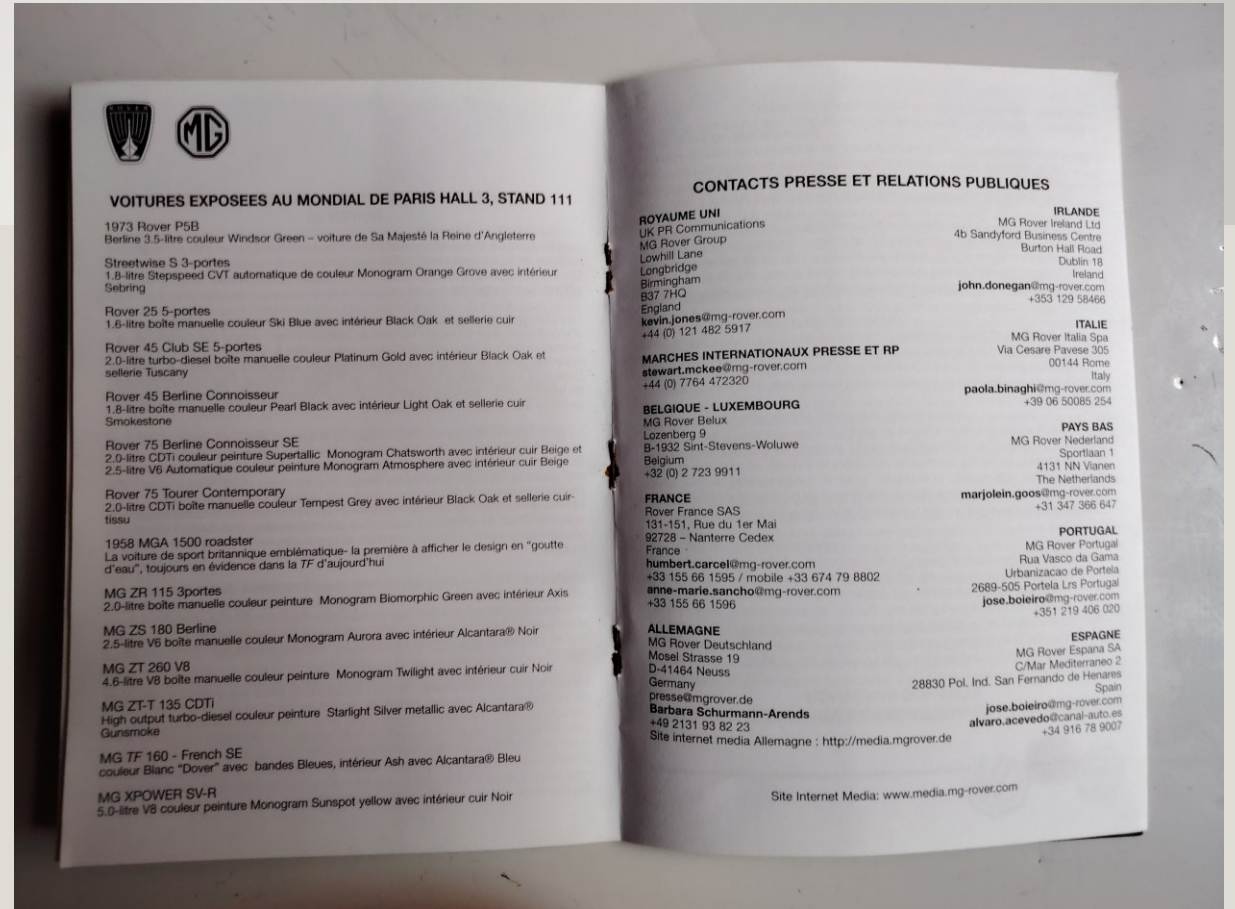 ROVER
MG
VOITURES EXPOSEES AU MONDIAL DE PARIS HALL 3, STAND 111
1973 Rover P5B
Berline 3.5-litre couleur Windsor Green – voiture de Sa Majesté la Reine d'Angleterre
Streetwise S 3-portes
1.8-litre Stepspeed CVT automatique de couleur Monogram Orange Grove avec intérieur
Sebring
Rover 25 5-portes
1.6-litre boîte manuelle couleur Ski Blue avec intérieur Black Oak et sellerie cuir
Rover 45 Club SE 5-portes
2.0-litre turbo-diesel boîte manuelle couleur Platinum Gold avec intérieur Black Oak et
sellerie Tuscany
Rover 45 Berline Connoisseur
1.8-litre boîte manuelle couleur Pearl Black avec intérieur Light Oak et sellerie cuir
Smokestone
Rover 75 Berline Connoisseur SE
2.0-litre CDTi couleur peinture Supertallic Monogram Chatsworth avec intérieur cuir Beige et
2.5-litre V6 Automatique couleur peinture Monogram Atmosphere avec intérieur cuir Beige
Rover 75 Tourer Contemporary
2.0-litre CDTi boîte manuelle couleur Tempest Grey avec intérieur Black Oak et sellerie cuir-
tissu
1958 MGA 1500 roadster
La voiture de sport britannique emblématique- la première à afficher le design en "goutte
d'eau", toujours en évidence dans la TF d'aujourd'hui
MG ZR 115 3portes
2.0-litre boîte manuelle couleur peinture Monogram Biomorphic Green avec intérieur Axis
MG ZS 180 Berline
2.5-litre V6 boîte manuelle couleur Monogram Aurora avec intérieur Alcantara® Noir
MG ZT 260 V8
4.6-litre V8 boîte manuelle couleur peinture Monogram Twilight avec intérieur cuir Noir
MG ZT-T 135 CDTi
High output turbo-diesel couleur peinture Starlight Silver metallic avec Alcantara®
Gunsmoke
MG TF 160 - French SE
couleur Blanc "Dover" avec bandes Bleues, intérieur Ash avec Alcantara® Bleu
MG XPOWER SV-R
5.0-litre V8 couleur peinture Monogram Sunspot yellow avec intérieur cuir Noir
CONTACTS PRESSE ET RELATIONS PUBLIQUES
ROYAUME UNI
UK PR Communications
MG Rover Group
Lowhill Lane
Longbridge
Birmingham
B37 7HQ
England
kevin.jones@mg-rover.com
+44 (0) 121 482 5917
MARCHES INTERNATIONAUX PRESSE ET RP
stewart.mckee@mg-rover.com
+44 (0) 7764 472320
BELGIQUE - LUXEMBOURG
MG Rover Belux
Lozenberg 9
B-1932 Sint-Stevens-Woluwe
Belgium
+32 (0) 2 723 9911
FRANCE
Rover France SAS
131-151, Rue du 1er Mai
92728 – Nanterre Cedex
France
humbert.carcel@mg-rover.com
+33 155 66 1595 / mobile +33 674 79 8802
anne-marie.sancho@mg-rover.com
+33 155 66 1596
ALLEMAGNE
MG Rover Deutschland
Mosel Strasse 19
D-41464 Neuss
Germany
presse@mgrover.de
Barbara Schurmann-Arends
+49 2131 93 82 23
Site internet media Allemagne : http://media.mgrover.de
IRLANDE
MG Rover Ireland Ltd
4b Sandyford Business Centre
Burton Hall Road
Dublin 18
Ireland
john.donegan@mg-rover.com
+353 129 58466
ITALIE
MG Rover Italia Spa
Via Cesare Pavese 305
00144 Rome
Italy
paola.binaghi@mg-rover.com
+39 06 50085 254
PAYS BAS
MG Rover Nederland
Sportlaan 1
4131 NN Vianen
The Netherlands
marjolein.goos@mg-rover.com
+31 347 366 647
PORTUGAL
MG Rover Portugal
Rua Vasco da Gama
Urbanizacao de Portela
2689-505 Portela Lrs Portugal
jose.boieiro@mg-rover.com
+351 219 406 020
ESPAGNE
MG Rover Espana SA
C/Mar Mediterraneo 2
28830 Pol. Ind. San Fernando de Henares
Spain
jose.boieiro@mg-rover.com
alvaro.acevedo@canal-auto.es
+34 916 78 9007
Site Internet Media: www.media.mg-rover.com